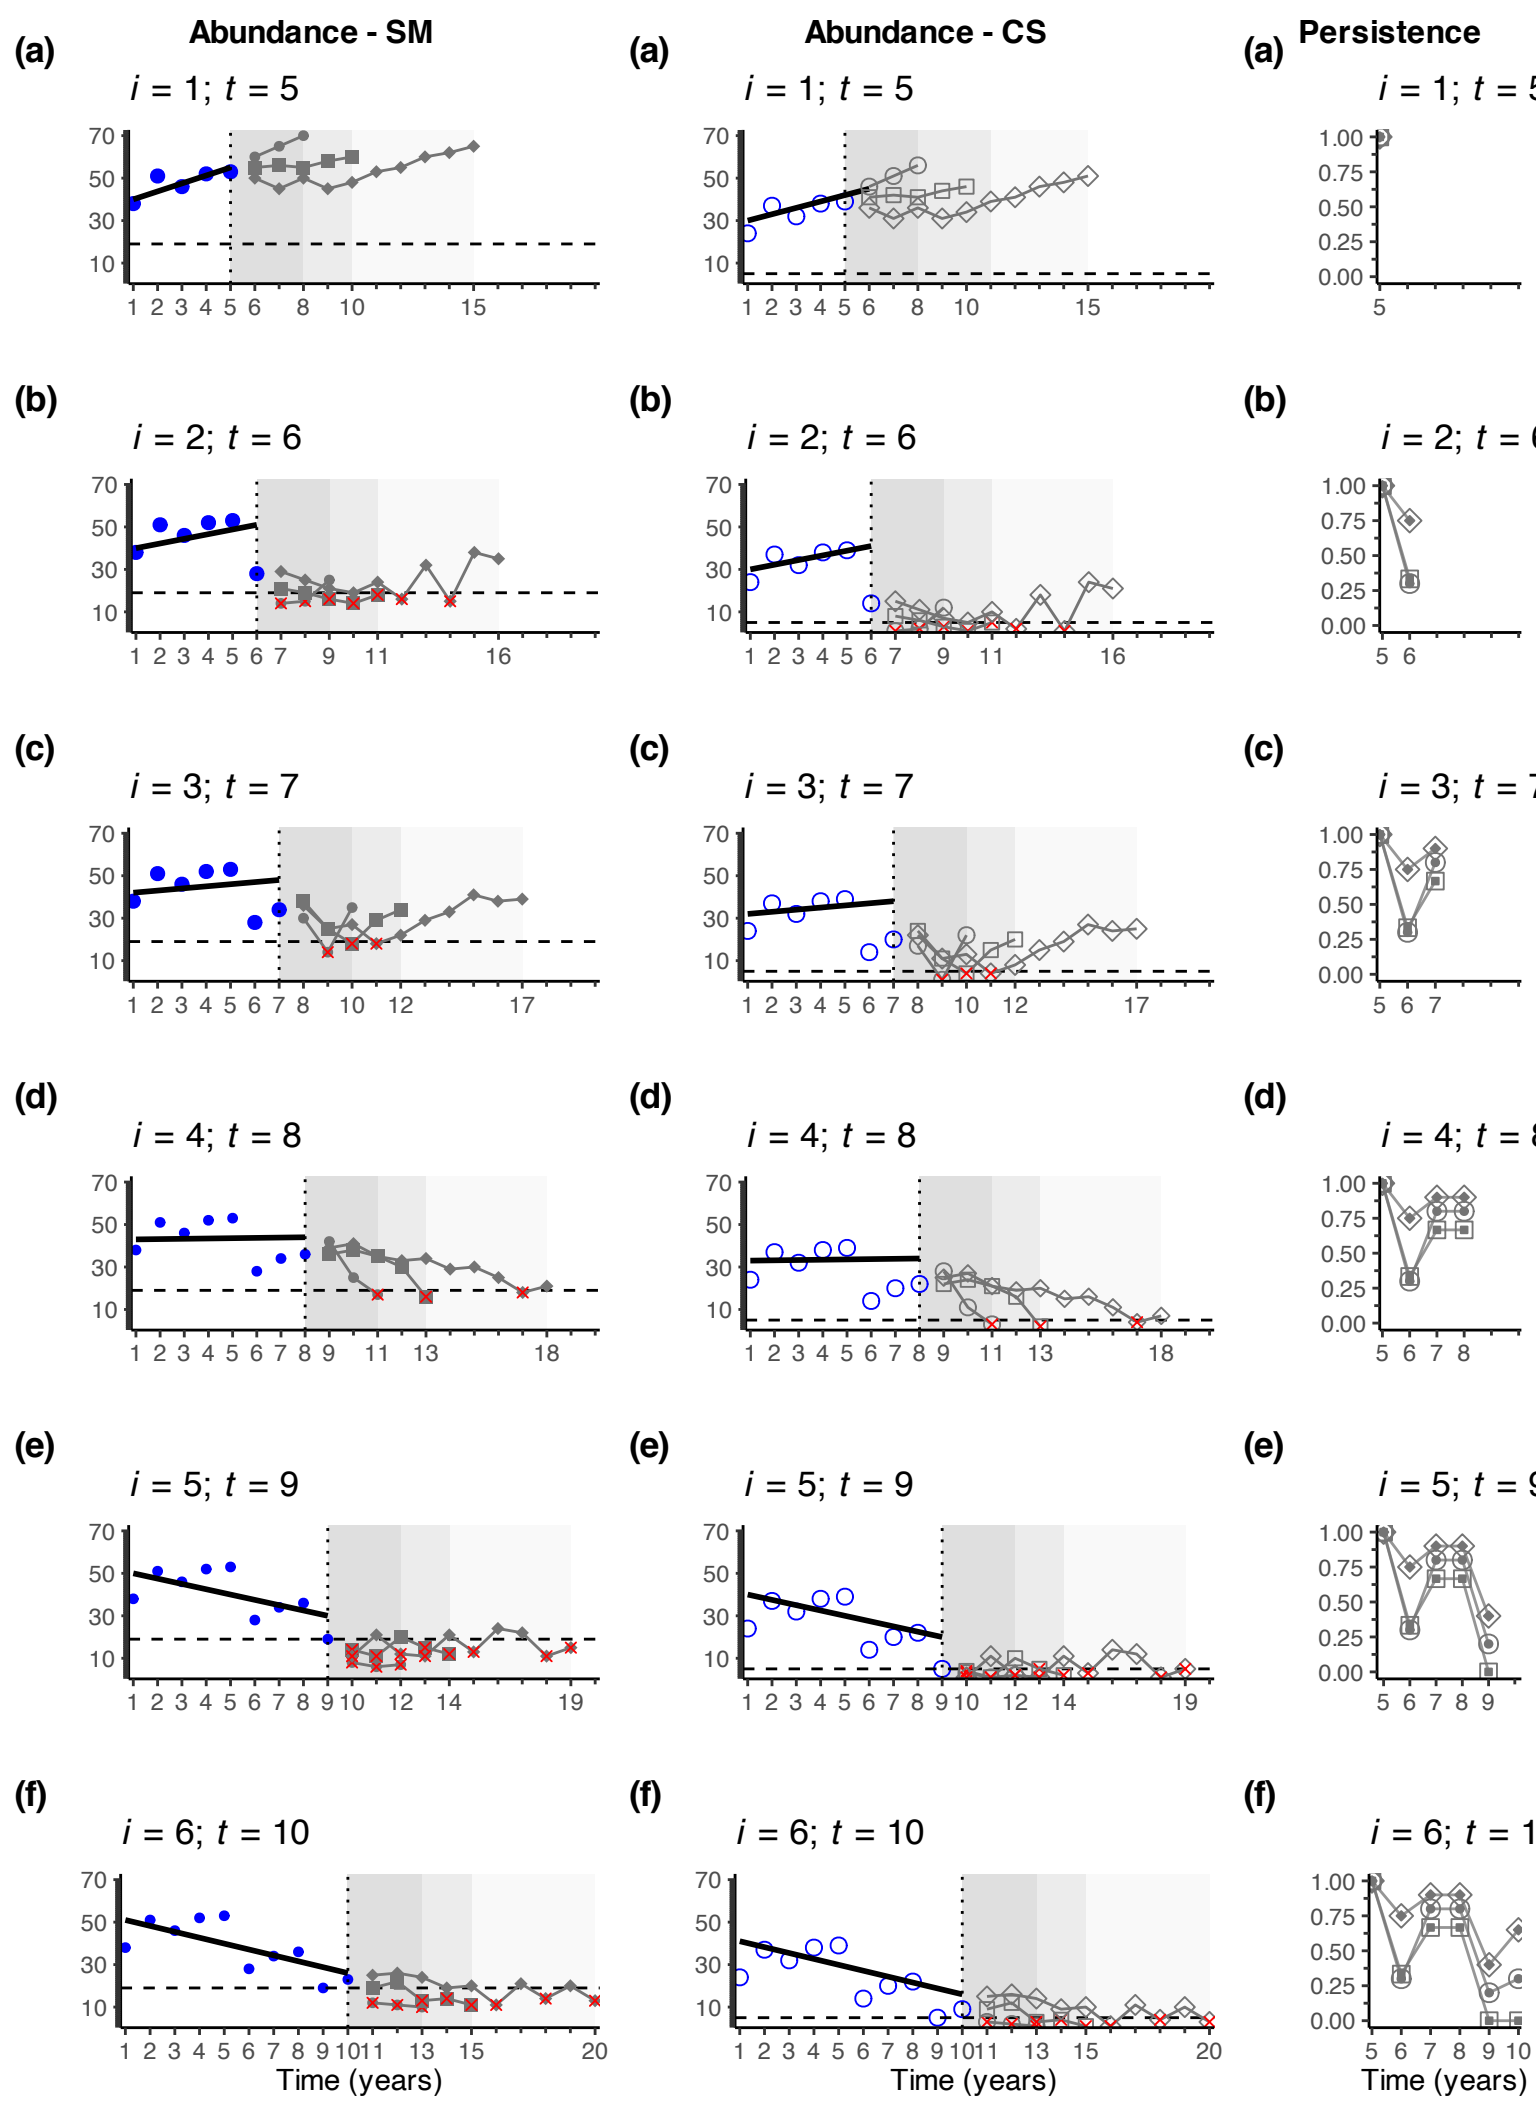 Abundance - SM
Abundance - CS
Persistence
(a)
(a)
(a)
i = 1; t = 5
i = 1; t = 5
i = 1; t = 5
70
50
30
10
1 2 3 4 5 6 8 10 15
70
50
30
10
1 2 3 4 5 6 8 10 15
1.00
0.75
0.50
0.25
0.00
5
(b)
(b)
(b)
i = 2; t = 6
i = 2; t = 6
i = 2; t = 6
70
50
30
10
1 2 3 4 5 6 7 9 11 16
70
50
30
10
1 2 3 4 5 6 7 9 11 16
1.00
0.75
0.50
0.25
0.00
5 6
(c)
(c)
(c)
i = 3; t = 7
i = 3; t = 7
i = 3; t = 7
70
50
30
10
1 2 3 4 5 6 7 8 10 12 17
70
50
30
10
1 2 3 4 5 6 7 8 10 12 17
1.00
0.75
0.50
0.25
0.00
5 6 7
(d)
(d)
(d)
i = 4; t = 8
i = 4; t = 8
i = 4; t = 8
70
50
30
10
1 2 3 4 5 6 7 8 9 11 13 18
70
50
30
10
1 2 3 4 5 6 7 8 9 11 13 18
1.00
0.75
0.50
0.25
0.00
5 6 7 8
(e)
(e)
(e)
i = 5; t = 9
i = 5; t = 9
i = 5; t = 9
70
50
30
10
1 2 3 4 5 6 7 8 9 10 12 14 19
70
50
30
10
1 2 3 4 5 6 7 8 9 10 12 14 19
1.00
0.75
0.50
0.25
0.00
5 6 7 8 9
(f)
(f)
(f)
i = 6; t = 10
i = 6; t = 10
i = 6; t = 1
70
50
30
10
1 2 3 4 5 6 7 8 9 10 11 13 15 20
Time (years)
70
50
30
10
1 2 3 4 5 6 7 8 9 10 11 13 15 20
Time (years)
1.00
0.75
0.50
0.25
0.00
5 6 7 8 9 10
Time (years)